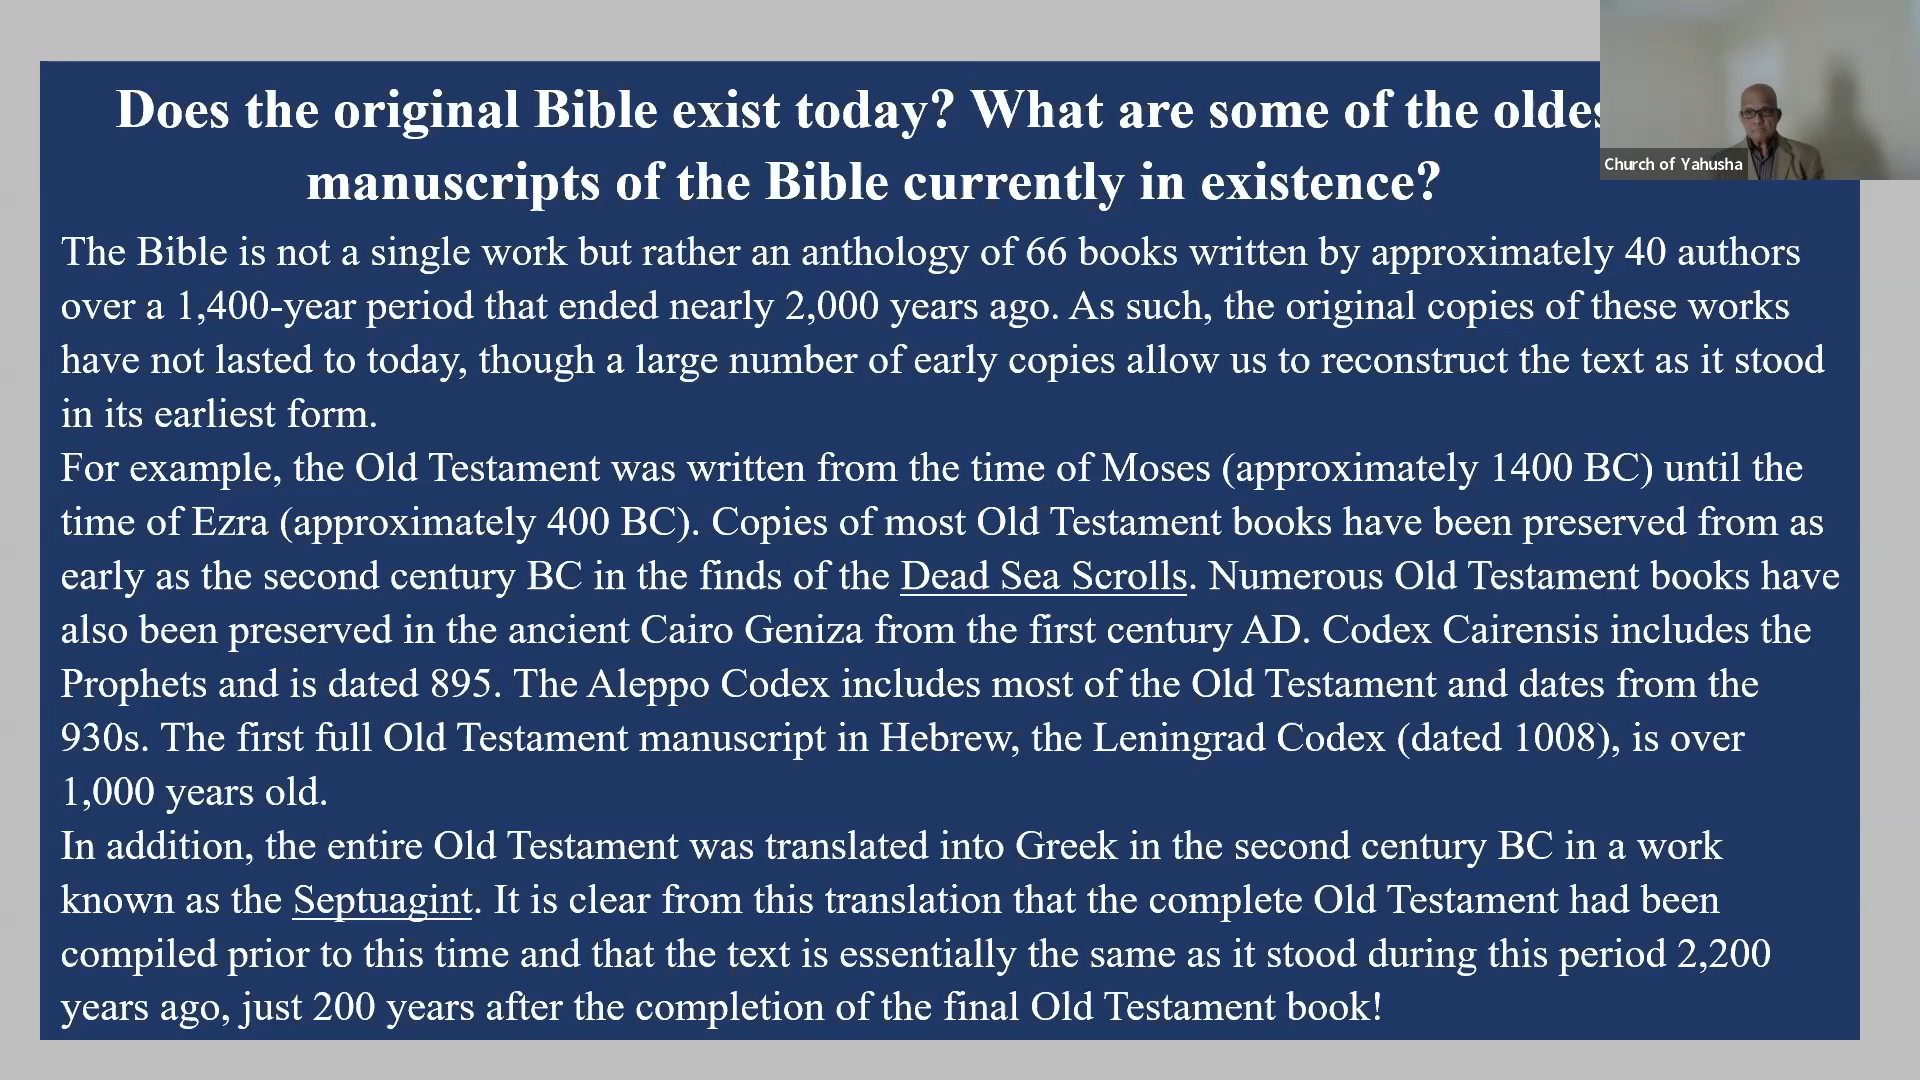 Does the original Bible exist today? What are some of the
manuscripts of the Bible currently in existence?
Church of Yahusha
The Bible is not a single work but rather an anthology of 66 books written by approximately 40 authors
over a 1,400-year period that ended nearly 2,000 years ago. As such, the original copies of these works
have not lasted to today, though a large number of early copies allow us to reconstruct the text as it stood
in its earliest form.
For example, the Old Testament was written from the time of Moses (approximately 1400 BC) until the
time of Ezra (approximately 400 BC). Copies of most Old Testament books have been preserved from as
early as the second century BC in the finds of the Dead Sea Scrolls. Numerous Old Testament books have
also been preserved in the ancient Cairo Geniza from the first century AD. Codex Cairensis includes the
Prophets and is dated 895. The Aleppo Codex includes most of the Old Testament and dates from the
930s. The first full Old Testament manuscript in Hebrew, the Leningrad Codex (dated 1008), is over
1,000 years old.
In addition, the entire Old Testament was translated into Greek in the second century BC in a work
known as the Septuagint. It is clear from this translation that the complete Old Testament had been
compiled prior to this time and that the text is essentially the same as it stood during this period 2,200
years ago, just 200 years after the completion of the final Old Testament book!